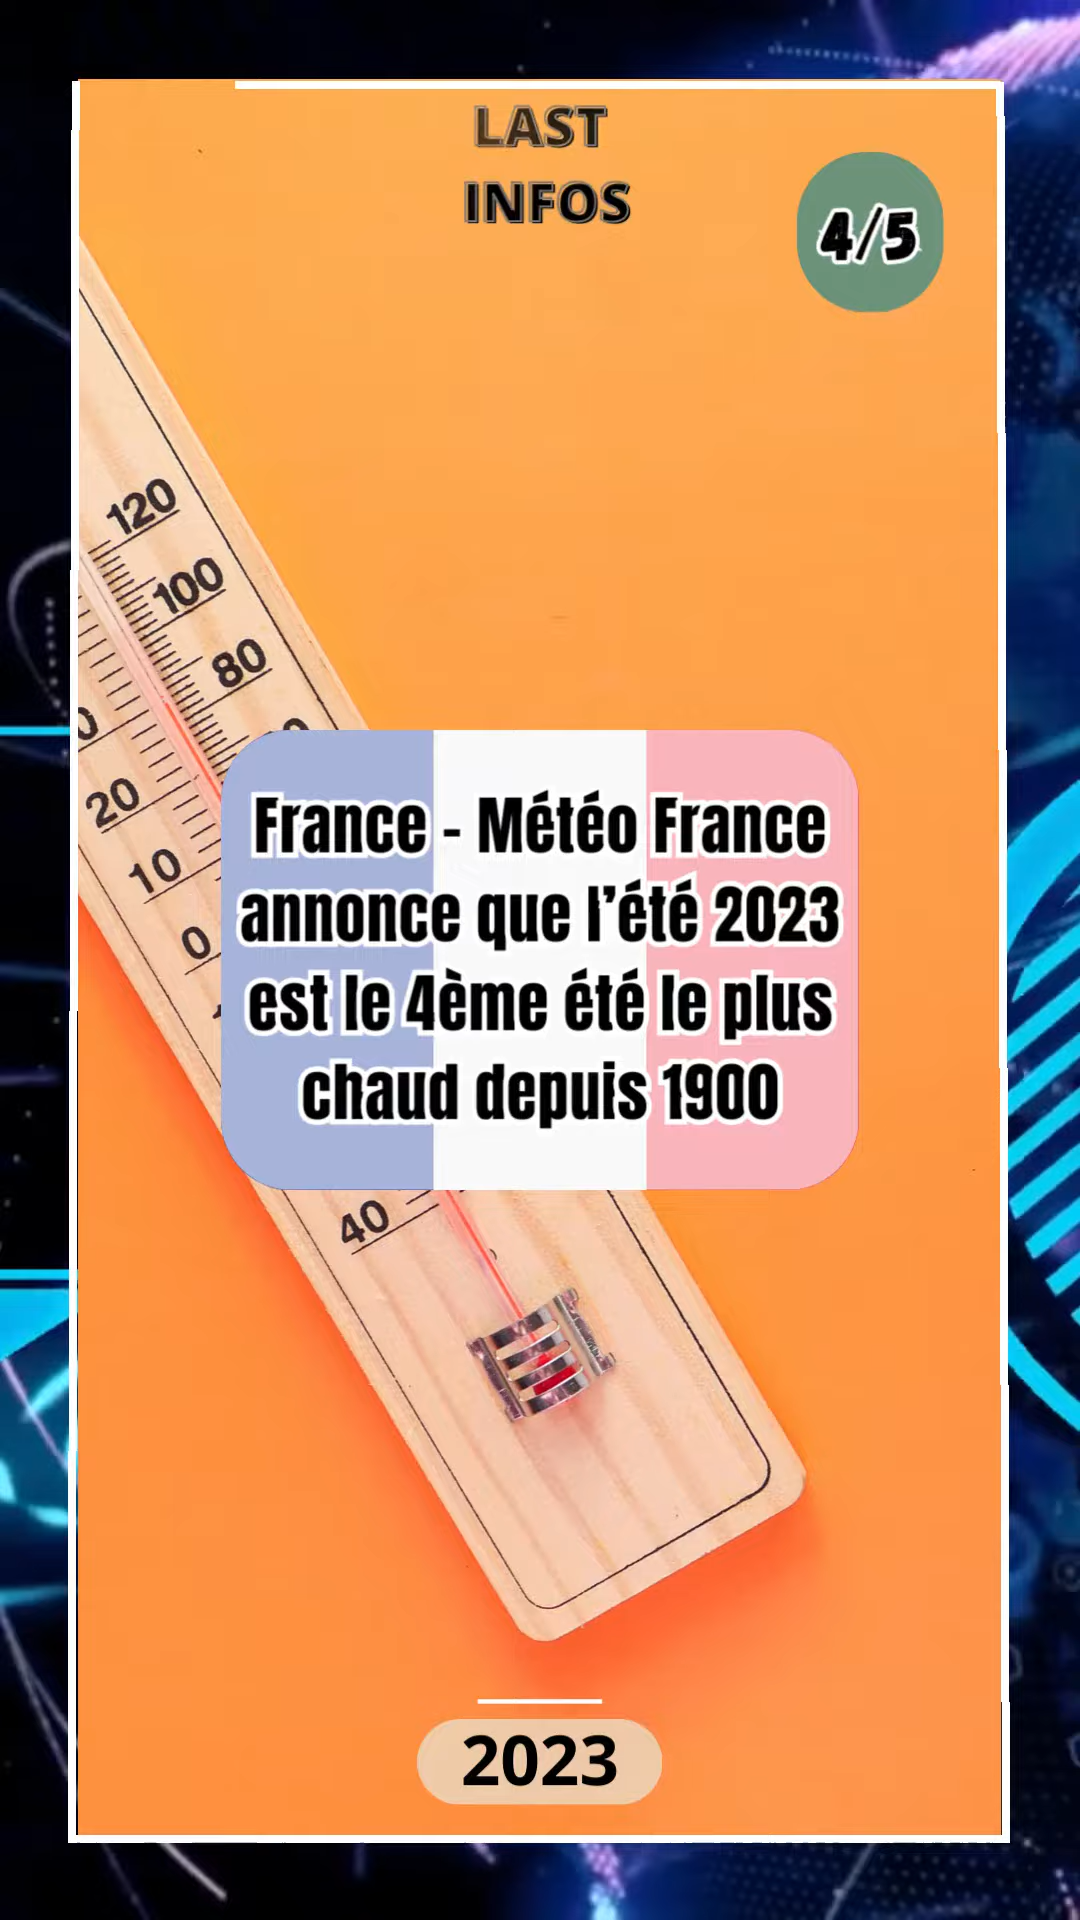 LAST
INFOS
4/5
120
100
80
20
10
0
France - Météo France
annonce que l'été 2023
est le 4ème été le plus
chaud depuis 1900
40
2023